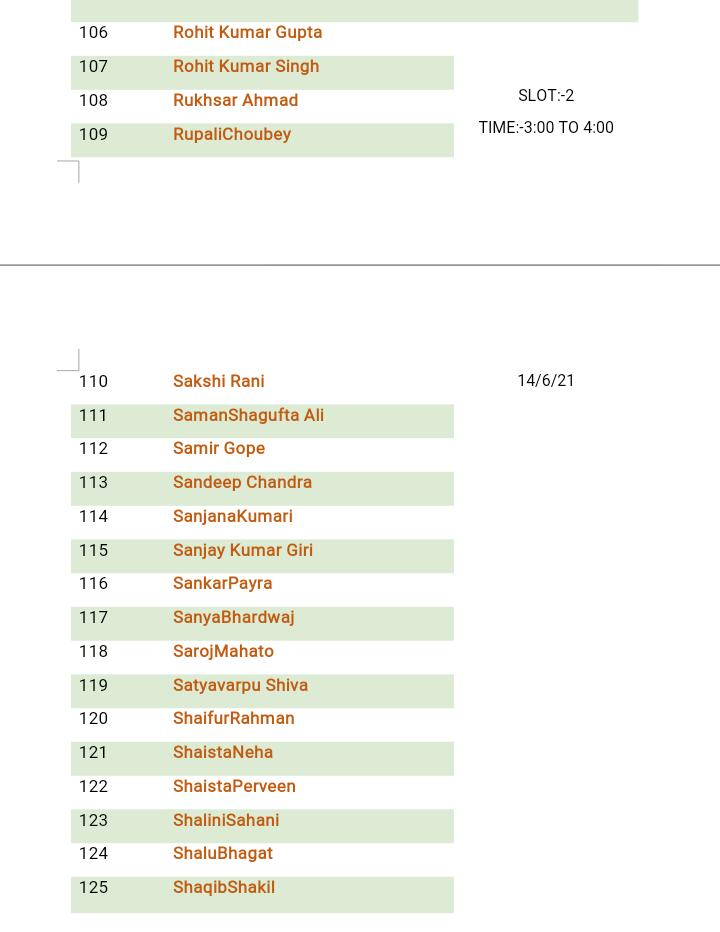 106 Rohit Kumar Gupta
107 Rohit Kumar Singh
SLOT:-2
108 Rukhsar Ahmad
TIME:-3:00 TO 4:00
109 RupaliChoubey
110 Sakshi Rani 14/6/21
111 SamanShagufta Ali
112 Samir Gope
113 Sandeep Chandra
114 SanjanaKumari
115 Sanjay Kumar Giri
116 SankarPayra
117 SanyaBhardwaj
118 SarojMahato
119 Satyavarpu Shiva
120 ShaifurRahman
121 ShaistaNeha
122 ShaistaPerveen
123 ShaliniSahani
124 ShaluBhagat
125 ShaqibShakil